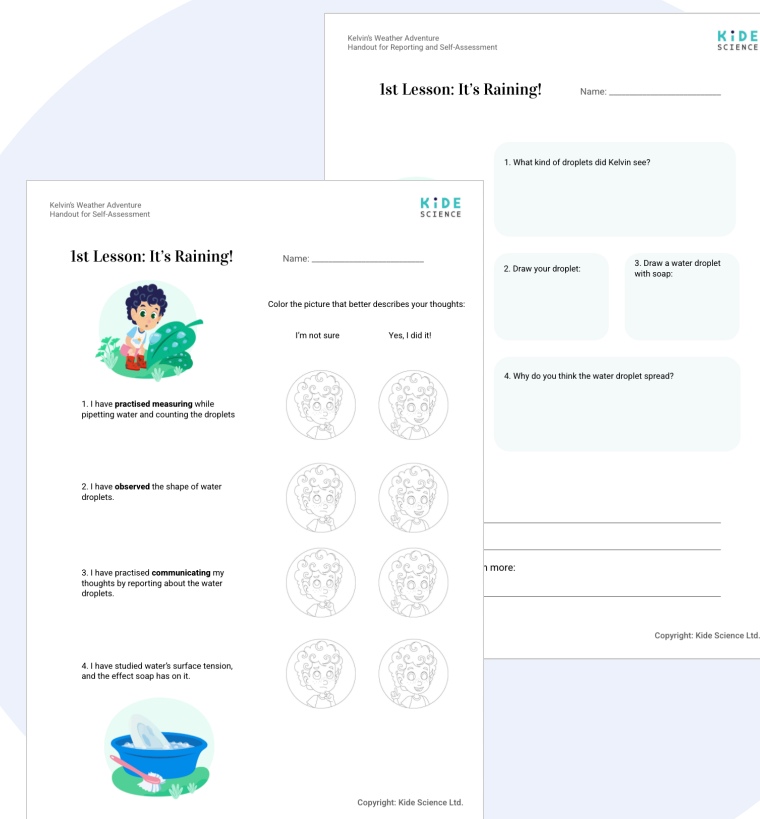 Kelvin's Weather Adventure
Handout for Reporting and Self-Assessment
KiDE
SCIENCE
1st Lesson: It's Raining!
Name:
1. What kind of droplets did Kelvin see?
2. Draw your droplet:
3. Draw a water droplet
with soap:
4. Why do you think the water droplet spread?
more:
Copyright: Kide Science Ltd.
Kelvin's Weather Adventure
Handout for Self-Assessment
KiDE
SCIENCE
1st Lesson: It's Raining!
Name:
Color the picture that better describes your thoughts:
I'm not sure
Yes, I did it!
1. I have practised measuring while
pipetting water and counting the droplets
2. I have observed the shape of water
droplets.
3. I have practised communicating my
thoughts by reporting about the water
droplets.
4. I have studied water's surface tension,
and the effect soap has on it.
Copyright: Kide Science Ltd.